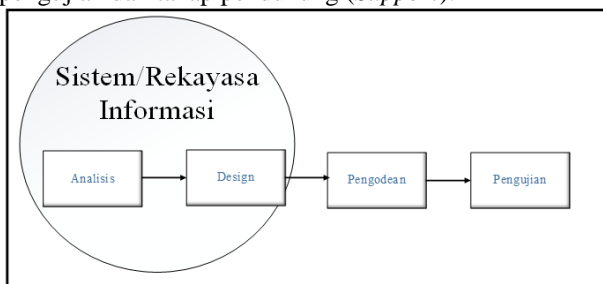 pengujian dan tahap pendukung (support).
Sistem/Rekayasa
Informasi
Analisis
Design
Pengodean
Pengujian